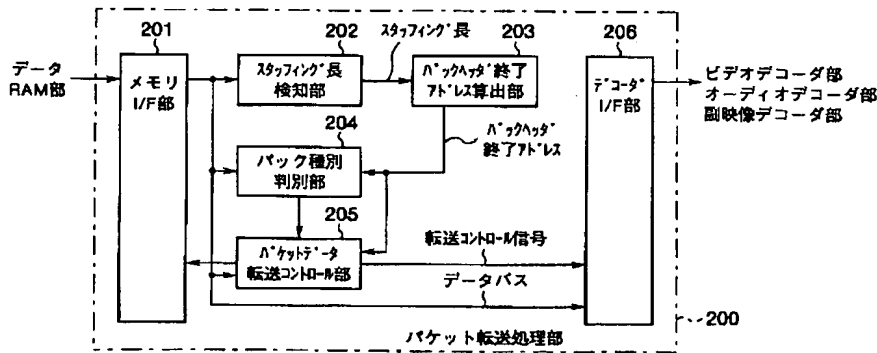 201
202
203
206
スタッフィング長
データ
RAM部
メモリ
I/F部
スタッフィング長
検知部
パックヘッダ終了
アドレス算出部
デコーダ
I/F部
ビデオデコーダ部
オーディオデコーダ部
副映像デコーダ部
パックヘッダ
終了アドレス
204
パック種別
判別部
205
パケットデータ
転送コントロール部
転送コントロール信号
データバス
200
パケット転送処理部